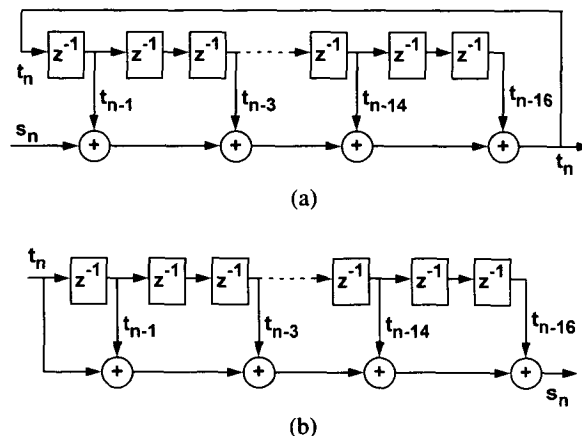 z⁻¹ z⁻¹ z⁻¹ z⁻¹ z⁻¹ z⁻¹
tₙ
tₙ₋₁ tₙ₋₃ tₙ₋₁₄ tₙ₋₁₆
sₙ
+ + + +
tₙ
(a)
tₙ
z⁻¹ z⁻¹ z⁻¹ z⁻¹ z⁻¹ z⁻¹
tₙ₋₁ tₙ₋₃ tₙ₋₁₄ tₙ₋₁₆
+ + + +
sₙ
(b)